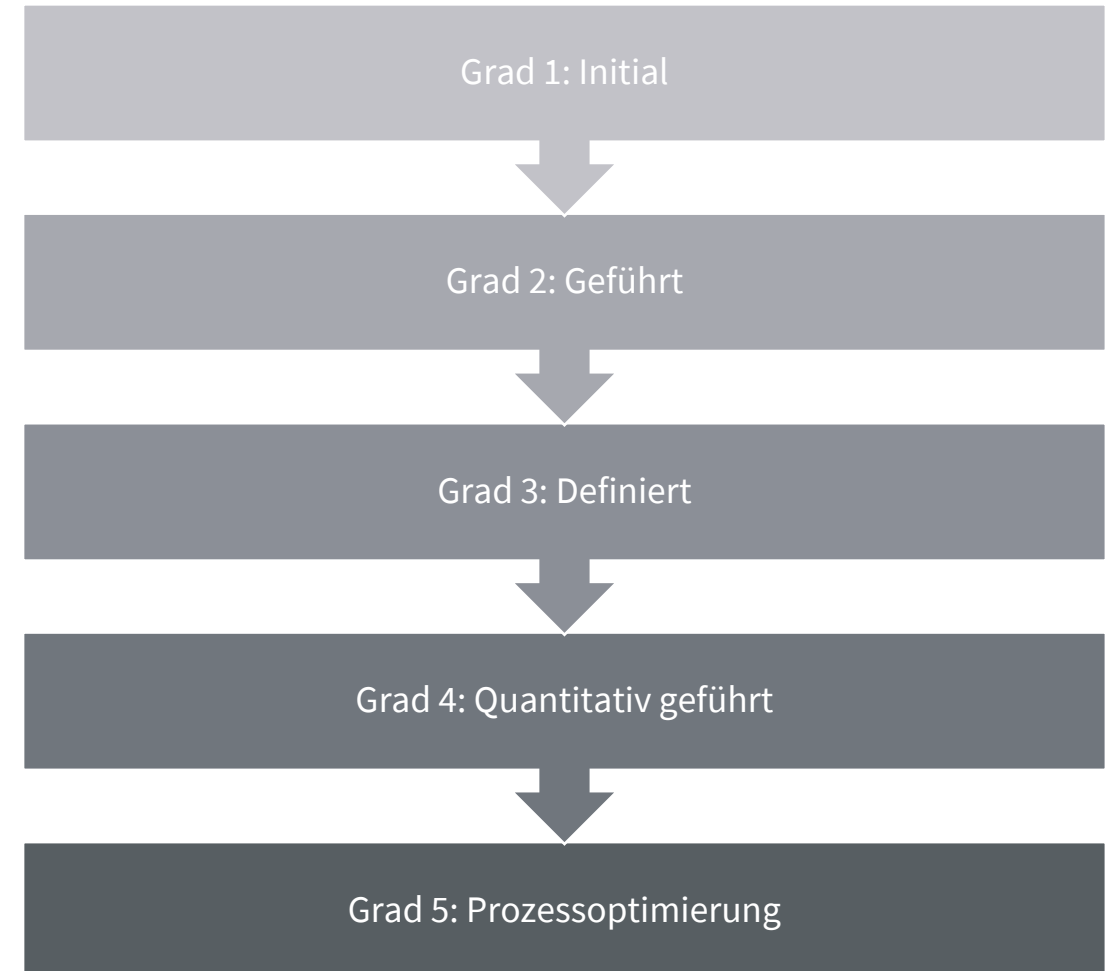 Grad 1: Initial
Grad 2: Geführt
Grad 3: Definiert
Grad 4: Quantitativ geführt
Grad 5: Prozessoptimierung